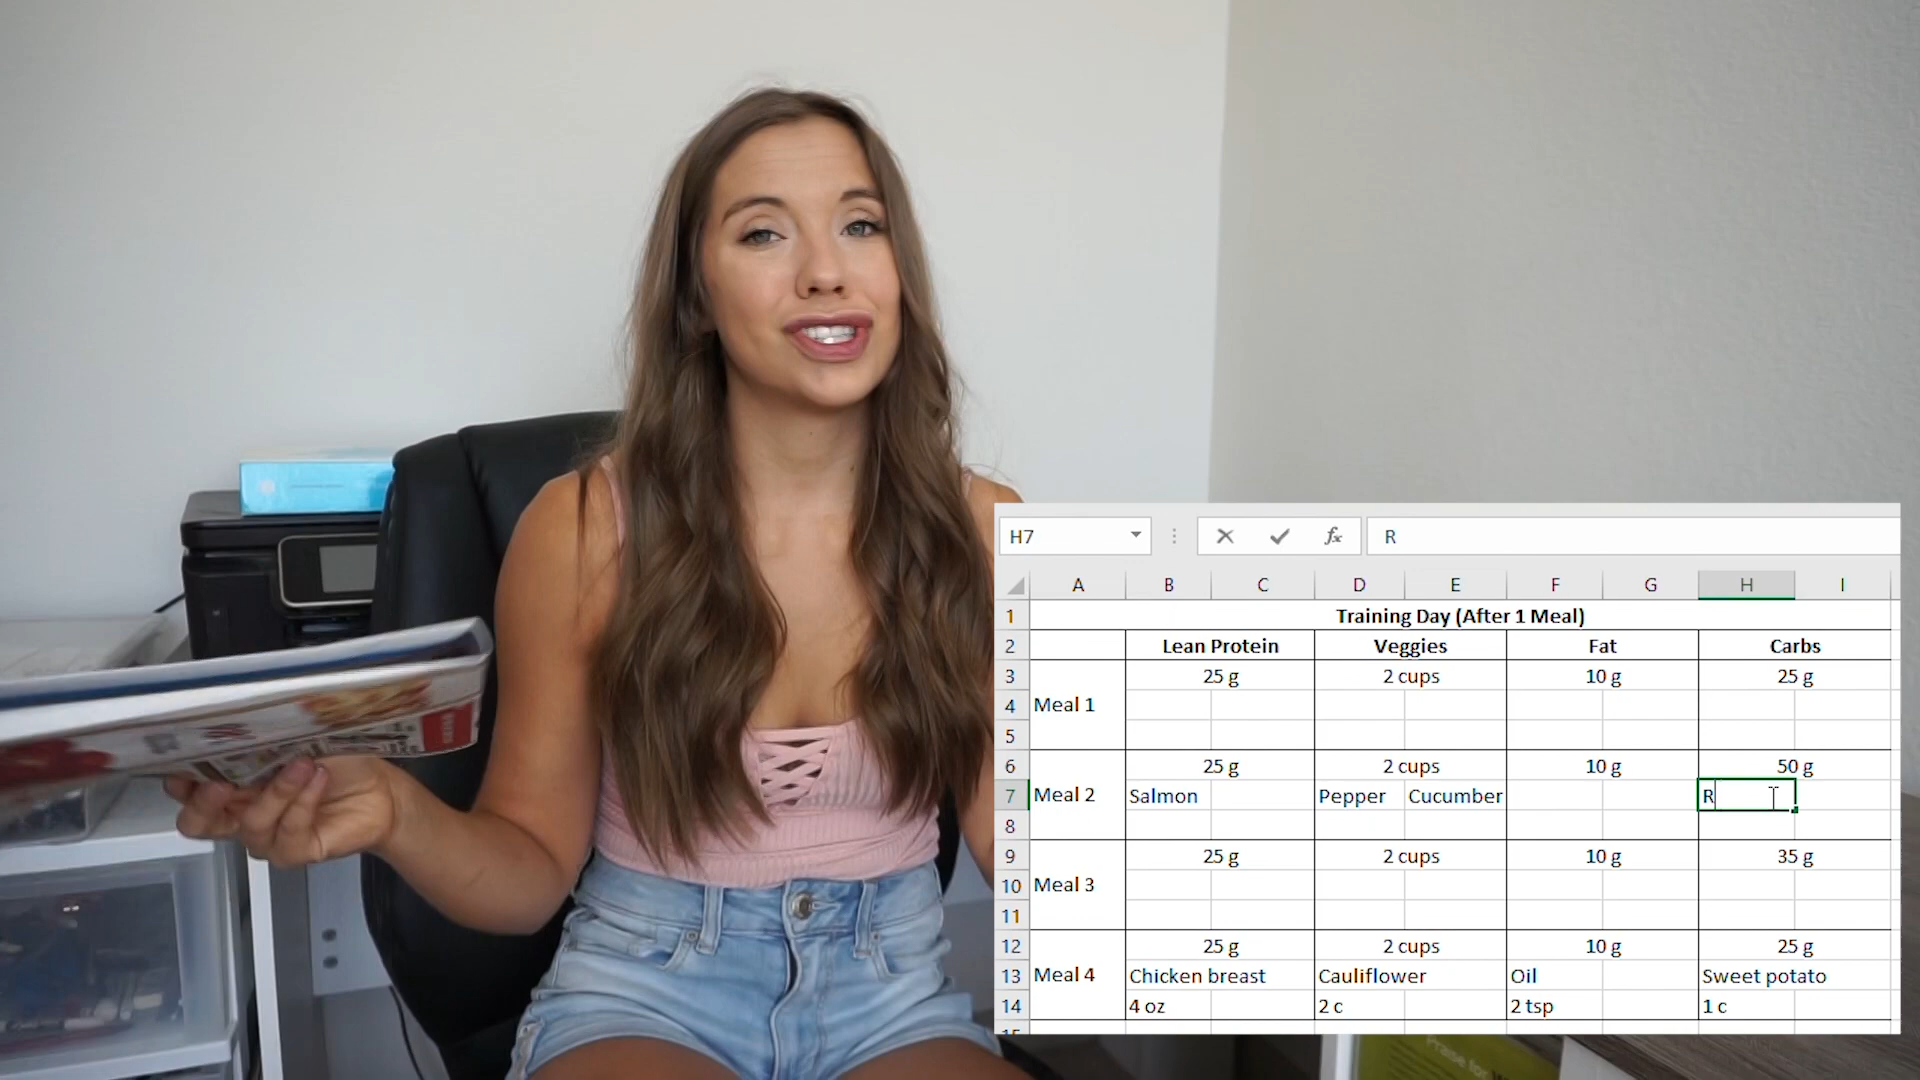 H7 R
A B C D E F G H I
1 Training Day (After 1 Meal)
2 Lean Protein Veggies Fat Carbs
3 25 g 2 cups 10 g 25 g
4 Meal 1
5
6 25 g 2 cups 10 g 50 g
7 Meal 2 Salmon Pepper Cucumber R
8
9 25 g 2 cups 10 g 35 g
10 Meal 3
11
12 25 g 2 cups 10 g 25 g
13 Meal 4 Chicken breast Cauliflower Oil Sweet potato
14 4 oz 2 c 2 tsp 1 c
Praise for